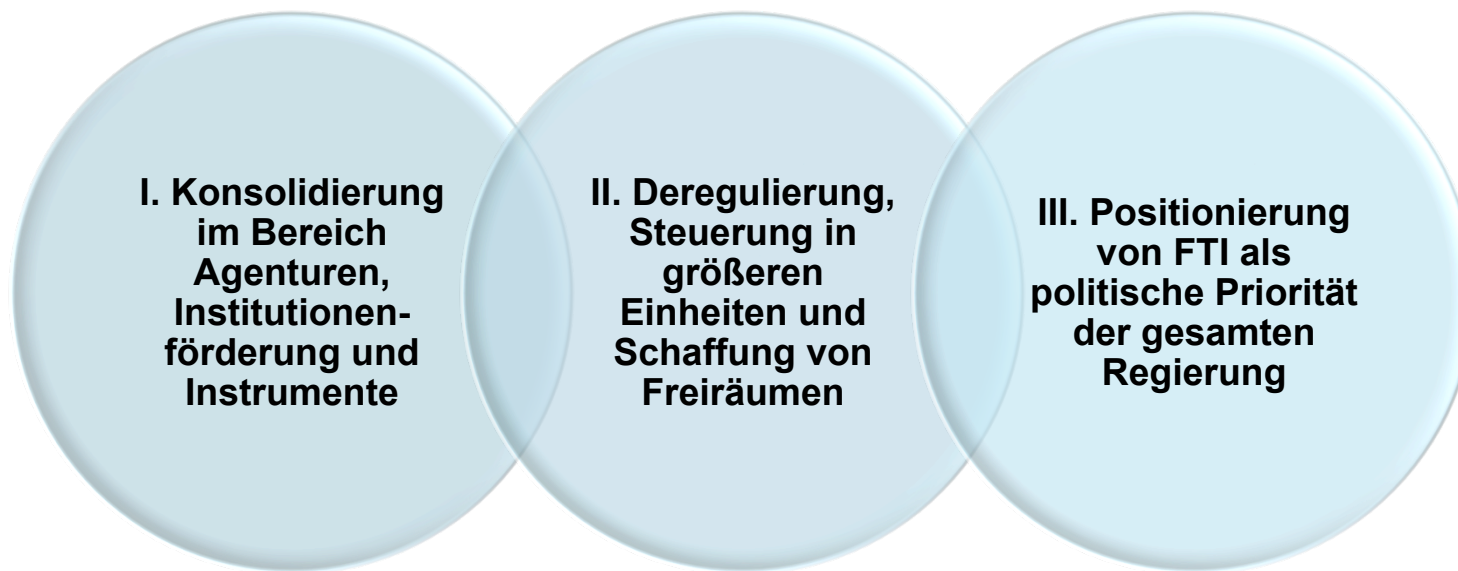 I. Konsolidierung
im Bereich
Agenturen,
Institutionen-
förderung und
Instrumente
II. Deregulierung,
Steuerung in
größeren
Einheiten und
Schaffung von
Freiräumen
III. Positionierung
von FTI als
politische Priorität
der gesamten
Regierung